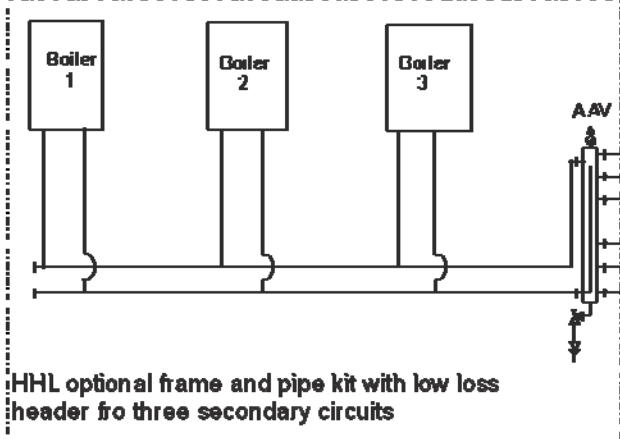 Boiler
1
Boiler
2
Boiler
3
AAV
HHL optional frame and pipe kit with low loss
header fro three secondary circuits